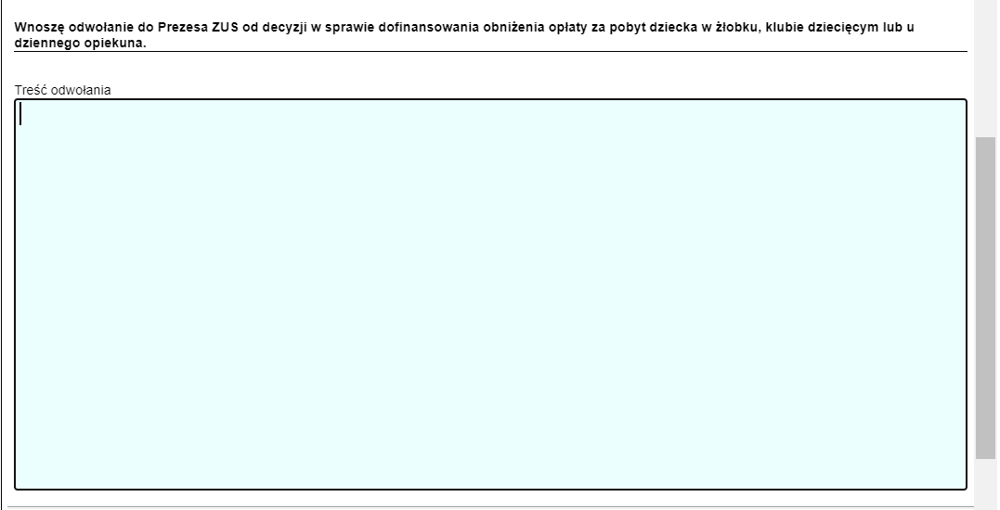 Wnoszę odwołanie do Prezesa ZUS od decyzji w sprawie dofinansowania obniżenia opłaty za pobyt dziecka w żłobku, klubie dziecięcym lub u
dziennego opiekuna.
Treść odwołania